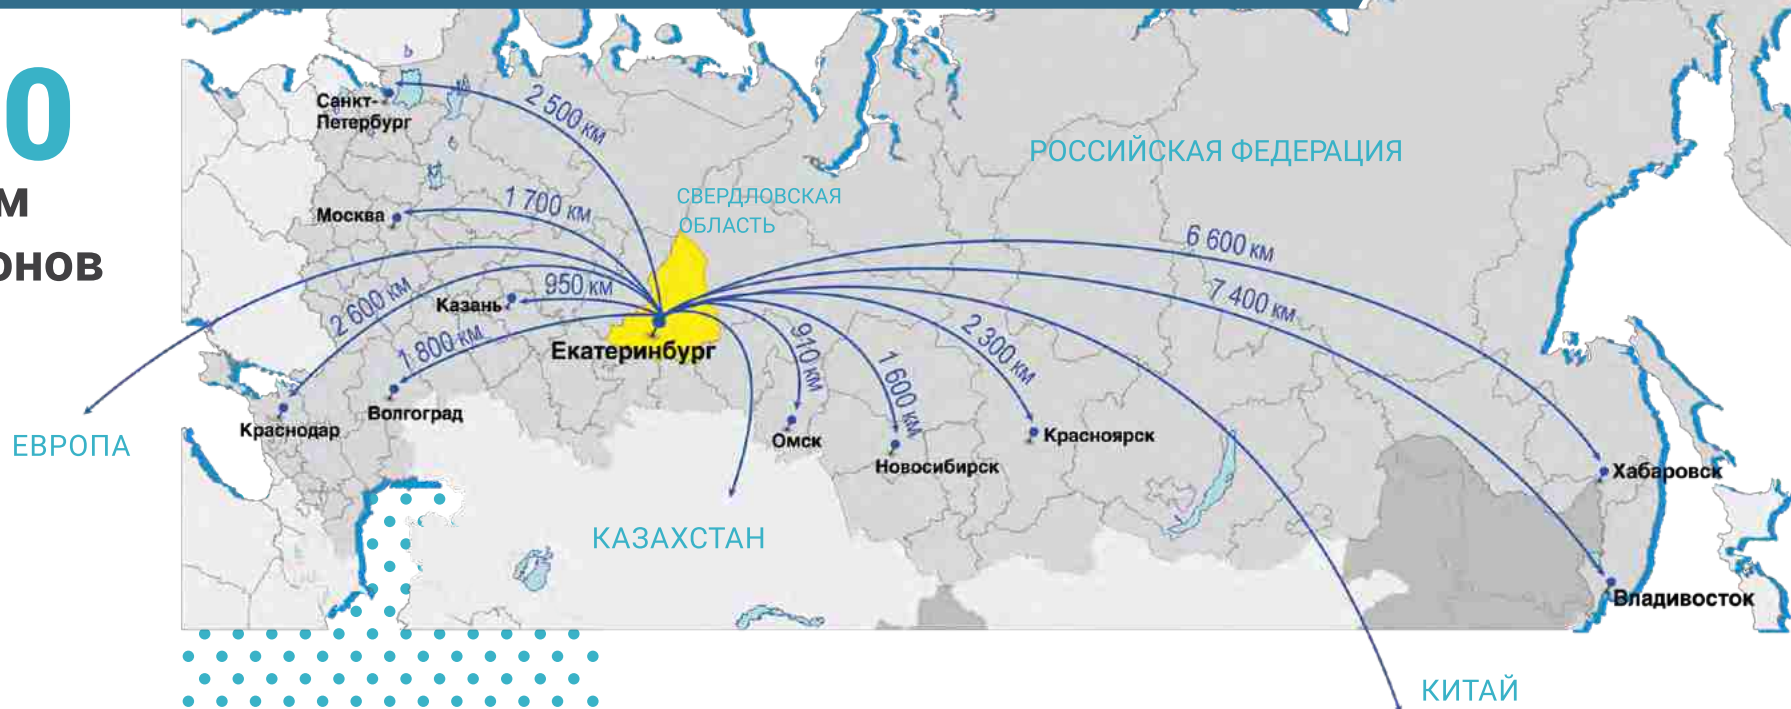 0
м
онов
Санкт-
Петербург
2 500 км
РОССИЙСКАЯ ФЕДЕРАЦИЯ
СВЕРДЛОВСКАЯ
ОБЛАСТЬ
Москва
1 700 км
6 600 км
7 400 км
950 км
Казань
2 600 км
1 800 км
Екатеринбург
910 км
1 600 км
2 300 км
Волгоград
Краснодар
ЕВРОПА
Омск
Новосибирск
Красноярск
Хабаровск
КАЗАХСТАН
Владивосток
КИТАЙ